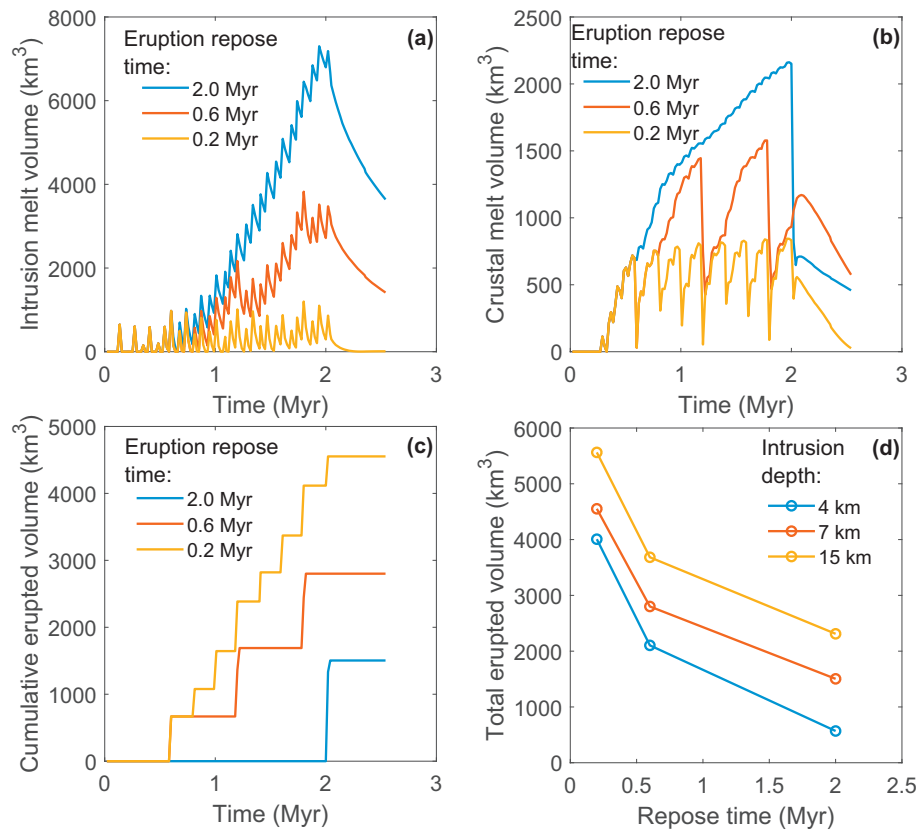 (a)
Eruption repose
time:
2.0 Myr
0.6 Myr
0.2 Myr
Intrusion melt volume (km³)
8000
6000
4000
2000
0
0 1 2 3
Time (Myr)
(b)
Eruption repose
time:
2.0 Myr
0.6 Myr
0.2 Myr
Crustal melt volume (km³)
2500
2000
1500
1000
500
0
0 1 2 3
Time (Myr)
(c)
Eruption repose
time:
2.0 Myr
0.6 Myr
0.2 Myr
Cumulative erupted volume (km³)
5000
4000
3000
2000
1000
0
0 1 2 3
Time (Myr)
(d)
Intrusion
depth:
4 km
7 km
15 km
Total erupted volume (km³)
6000
5000
4000
3000
2000
1000
0
0 0.5 1 1.5 2 2.5
Repose time (Myr)